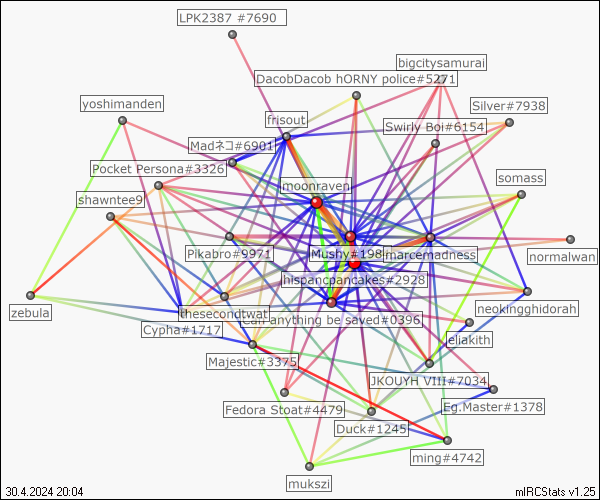 LPK2387 #7690
bigcitysamurai
DacobDacob hORNY police#5271
yoshimanden
Silver#7938
frisout
Swirly Boi#6154
Madネコ#6901
Pocket Persona#3326
somass
moonraven
shawntee9
Pikabro#9971
Mushy#198
marcemadness
normalwan
hispancpancakes#2928
zebula
thesecondtwat
neokingghidorah
Can anything be saved#0396
Cypha#1717
eliakith
Majestic#3375
JKOUYH VIII#7034
Fedora Stoat#4479
Eg.Master#1378
Duck#1245
ming#4742
mukszi
30.4.2024 20:04
mIRCStats v1.25